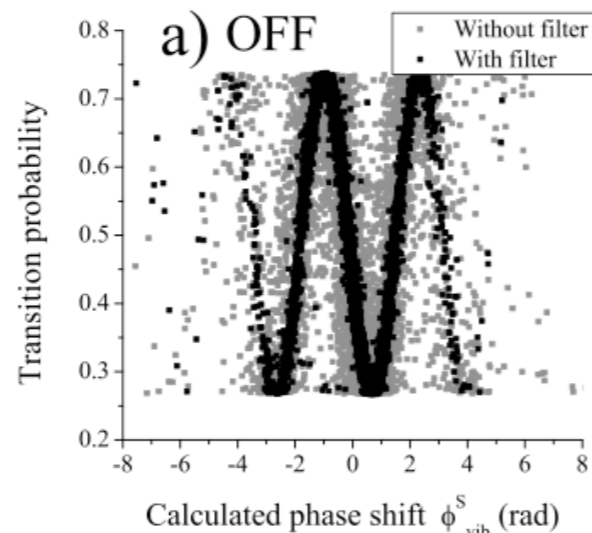 a) OFF
Without filter
With filter
0.8
0.7
0.6
0.5
0.4
0.3
0.2
Transition probability
-8 -6 -4 -2 0 2 4 6 8
Calculated phase shift ϕ^S_vib (rad)